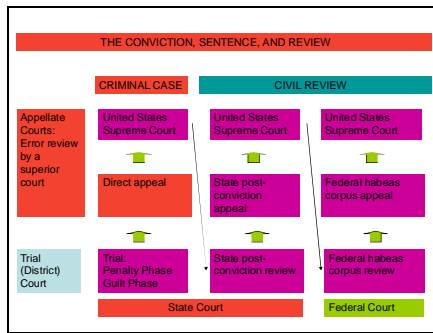 THE CONVICTION, SENTENCE, AND REVIEW
CRIMINAL CASE
CIVIL REVIEW
Appellate
Courts:
Error review
by a
superior
court
United States
Supreme Court
United States
Supreme Court
United States
Supreme Court
Direct appeal
State post-
conviction
appeal
Federal habeas
corpus appeal
Trial
(District)
Court
Trial:
Penalty Phase
Guilt Phase
State post-
conviction review
Federal habeas
corpus review
State Court
Federal Court